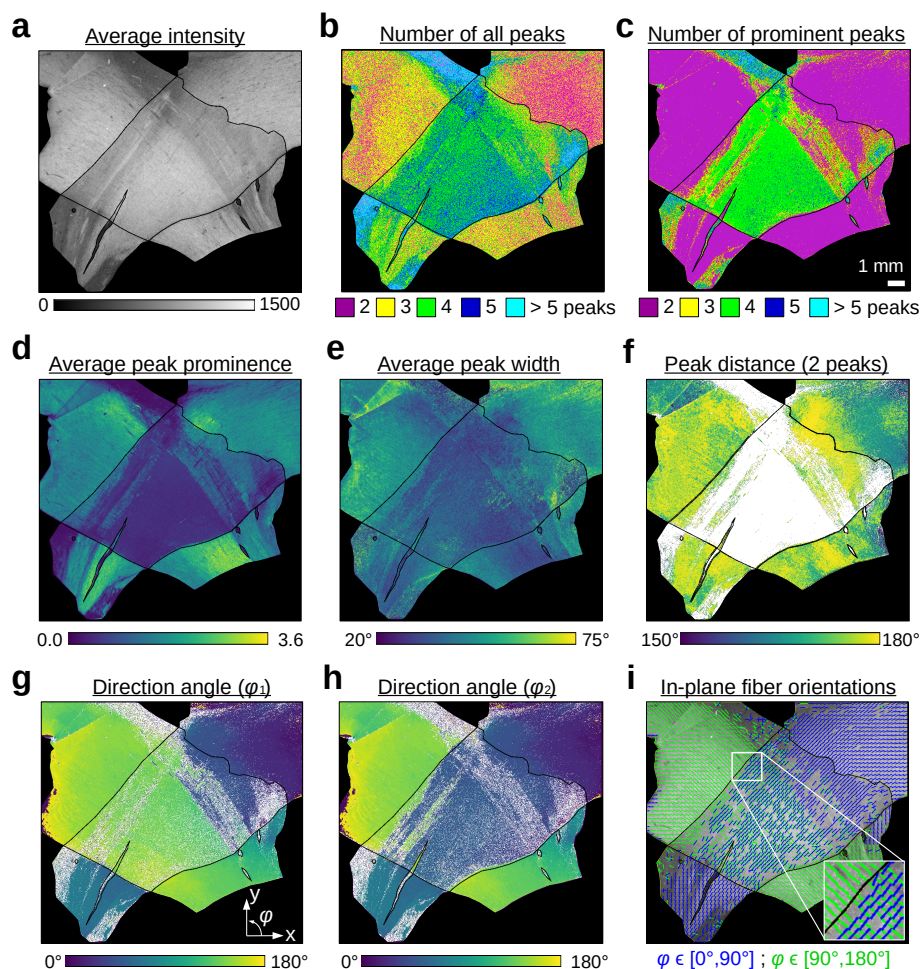 a Average intensity
b Number of all peaks
c Number of prominent peaks
1 mm
0 1500
2 3 4 5 > 5 peaks
2 3 4 5 > 5 peaks
d Average peak prominence
e Average peak width
f Peak distance (2 peaks)
0.0 3.6
20° 75°
150° 180°
g Direction angle (φ₁)
h Direction angle (φ₂)
i In-plane fiber orientations
y
φ
x
0° 180°
0° 180°
φ ϵ [0°,90°] ; φ ϵ [90°,180°]